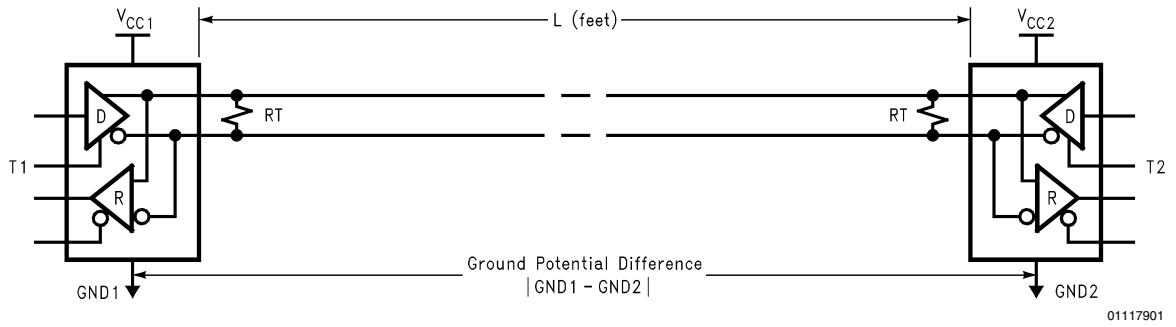 VCC1
L (feet)
VCC2
D
RT
RT
D
T1
T2
R
R
Ground Potential Difference
|GND1 – GND2|
GND1
GND2
01117901